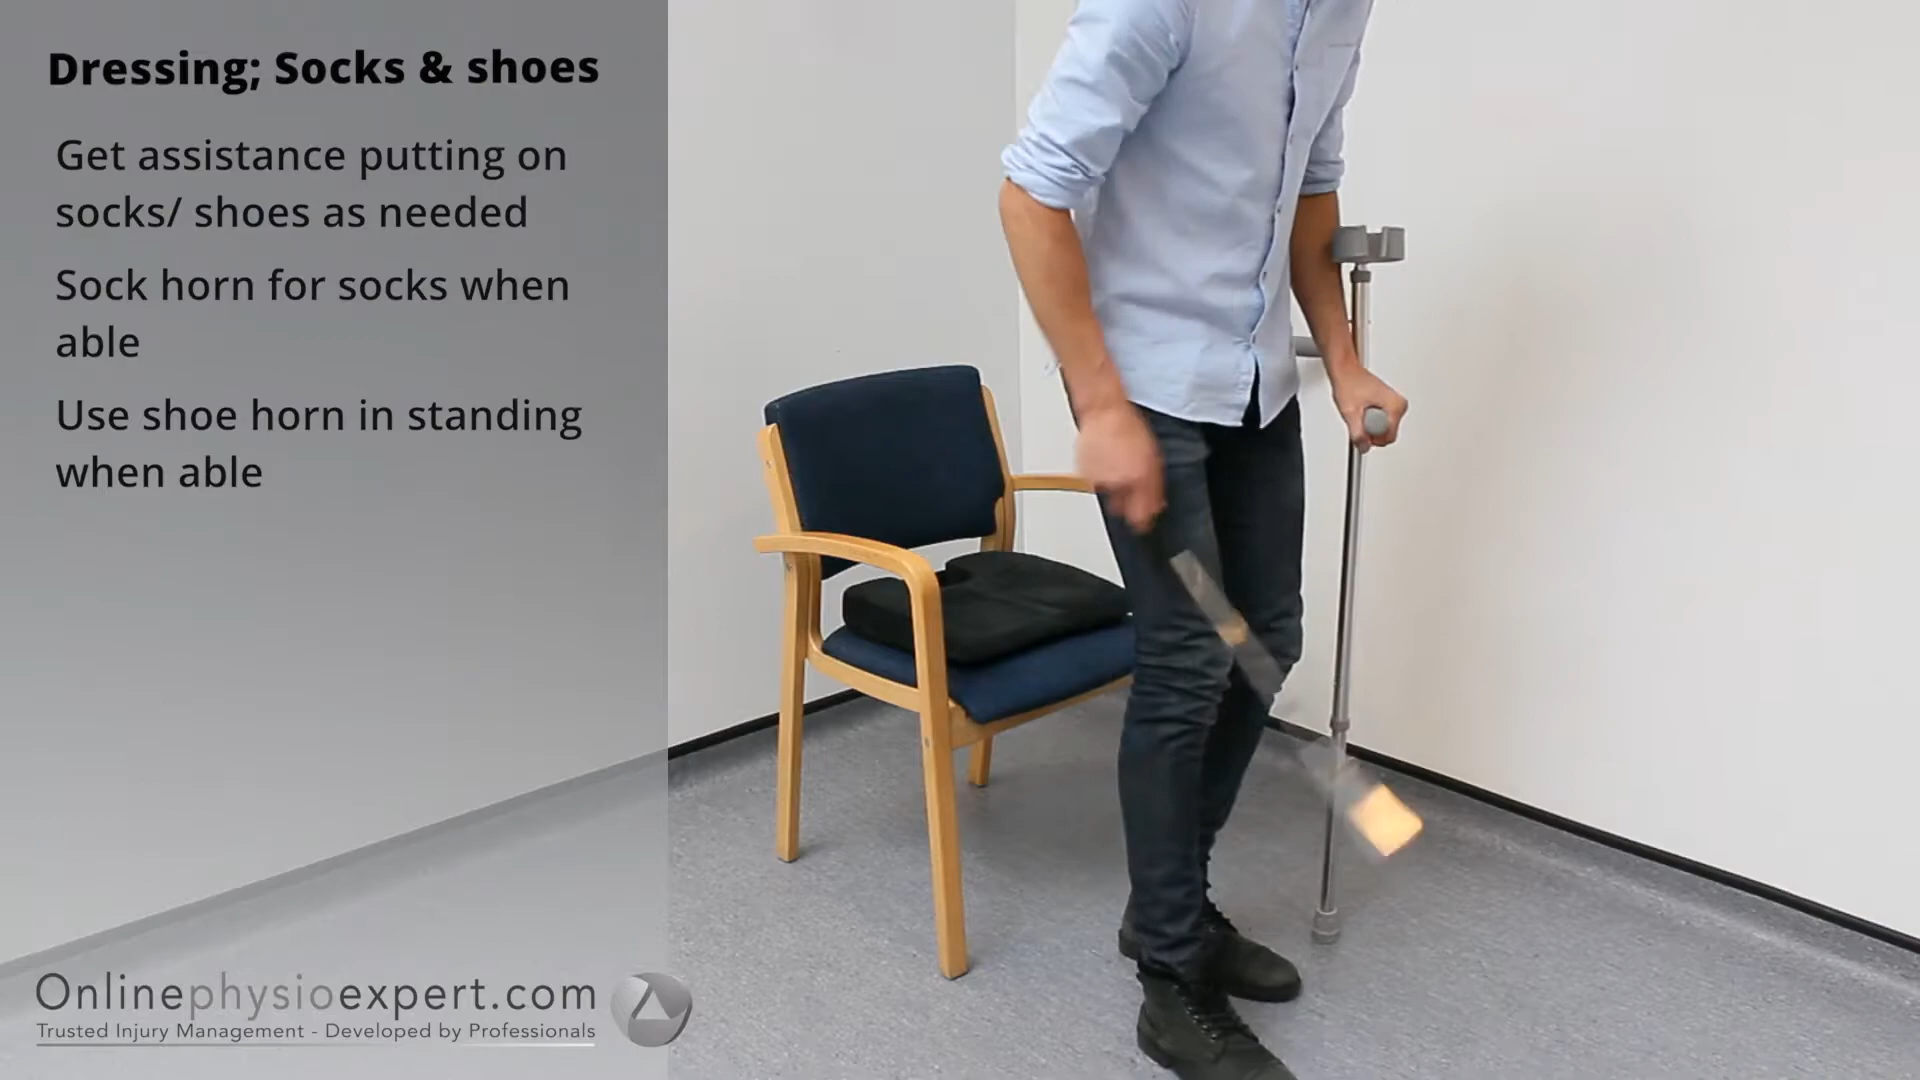 Dressing; Socks & shoes
Get assistance putting on
socks/ shoes as needed
Sock horn for socks when
able
Use shoe horn in standing
when able
Onlinephysioexpert.com
Trusted Injury Management - Developed by Professionals